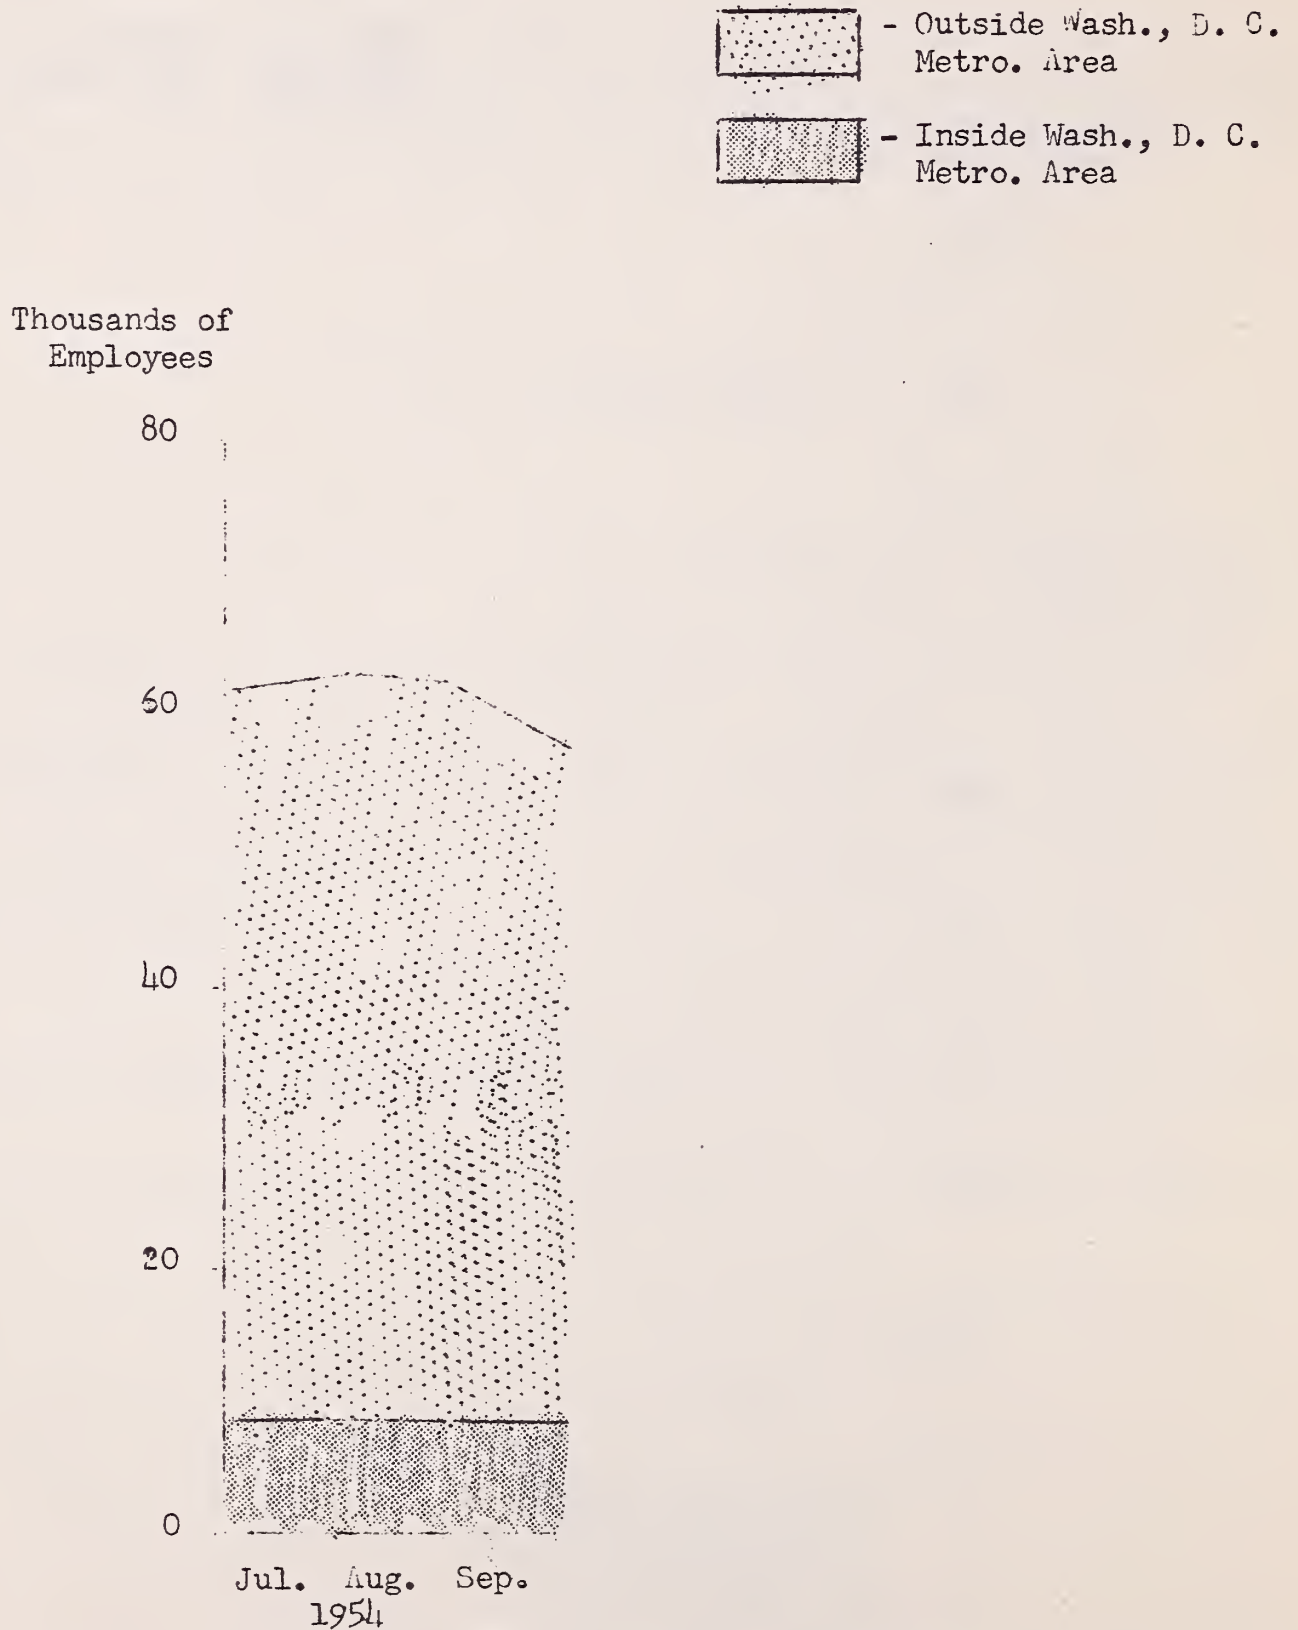 - Outside Wash., D. C.
Metro. Area
- Inside Wash., D. C.
Metro. Area
Thousands of
Employees
80
60
40
20
0
Jul. Aug. Sep.
1954